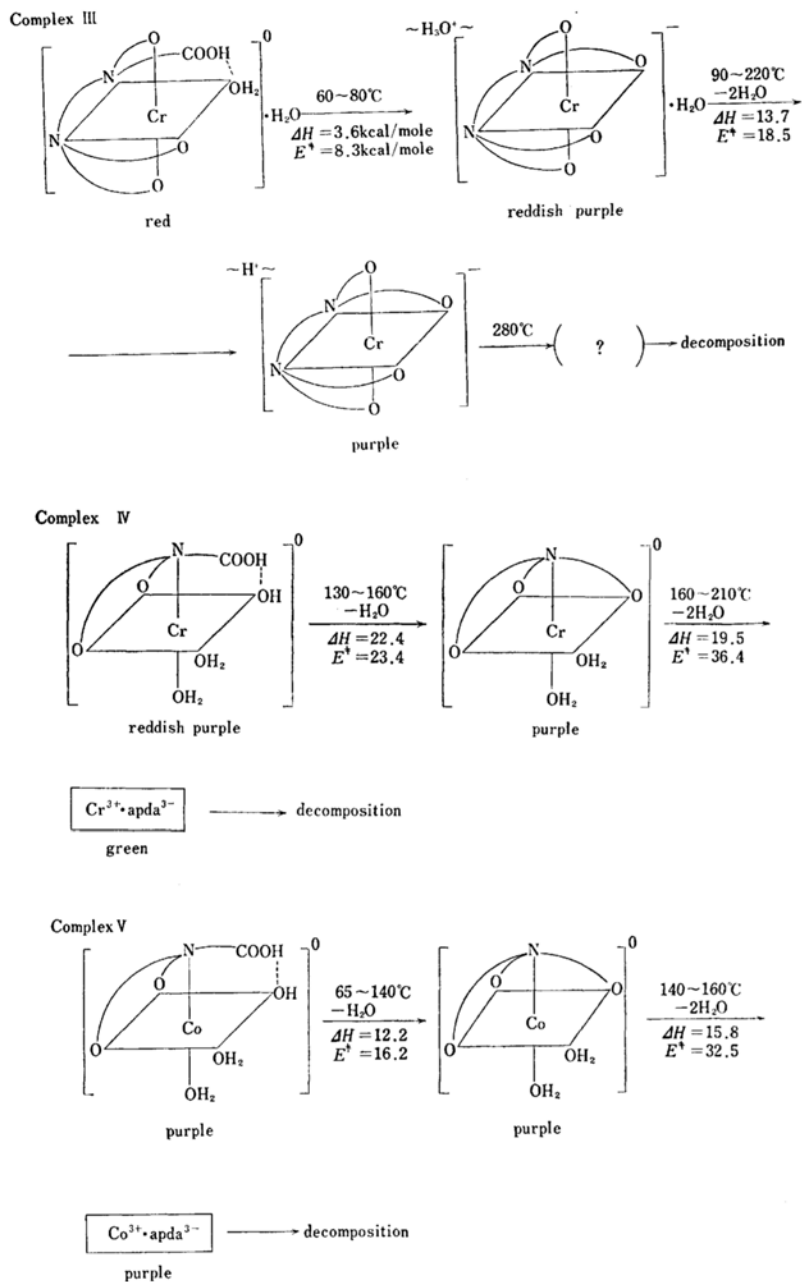 Complex III
O
COOH
N
OH₂
Cr
N
O
O
0
·H₂O
red
60~80℃
ΔH=3.6kcal/mole
E‡=8.3kcal/mole
~H₃O⁺~
O
N
O
Cr
N
O
O
−
·H₂O
reddish purple
90~220℃
−2H₂O
ΔH=13.7
E‡=18.5
~H⁺~
O
N
O
Cr
N
O
O
−
purple
280℃
( ? )
decomposition
Complex IV
N
COOH
O
OH
Cr
O
OH₂
OH₂
0
reddish purple
130~160℃
−H₂O
ΔH=22.4
E‡=23.4
N
O
O
Cr
O
OH₂
OH₂
0
purple
160~210℃
−2H₂O
ΔH=19.5
E‡=36.4
Cr³⁺·apda³⁻
decomposition
green
Complex V
N
COOH
O
OH
Co
O
OH₂
OH₂
0
purple
65~140℃
−H₂O
ΔH=12.2
E‡=16.2
N
O
O
Co
O
OH₂
OH₂
0
purple
140~160℃
−2H₂O
ΔH=15.8
E‡=32.5
Co³⁺·apda³⁻
decomposition
purple